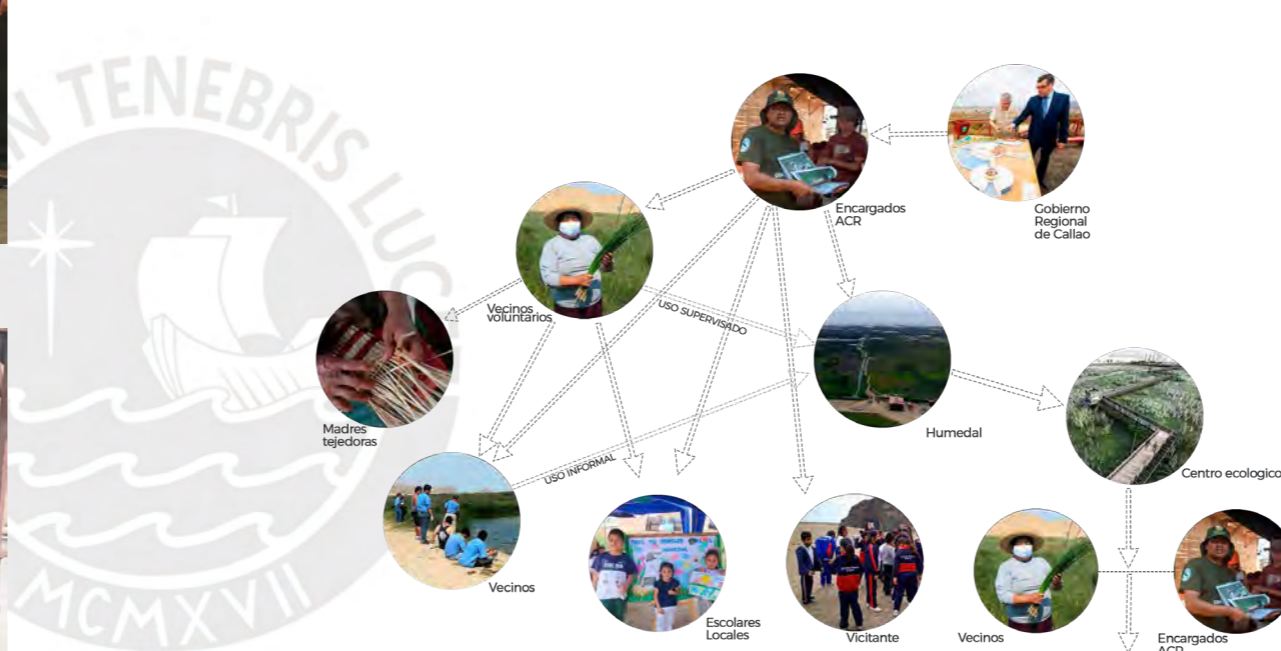 IN TENEBRIS LUC
MCMXVII
Encargados
ACR
Gobierno
Regional
de Callao
Vecinos
voluntarios
USO SUPERVISADO
Madres
tejedoras
Humedal
Centro ecologico
USO INFORMAL
Vecinos
Escolares
Locales
Vicitante
Vecinos
Encargados
ACR